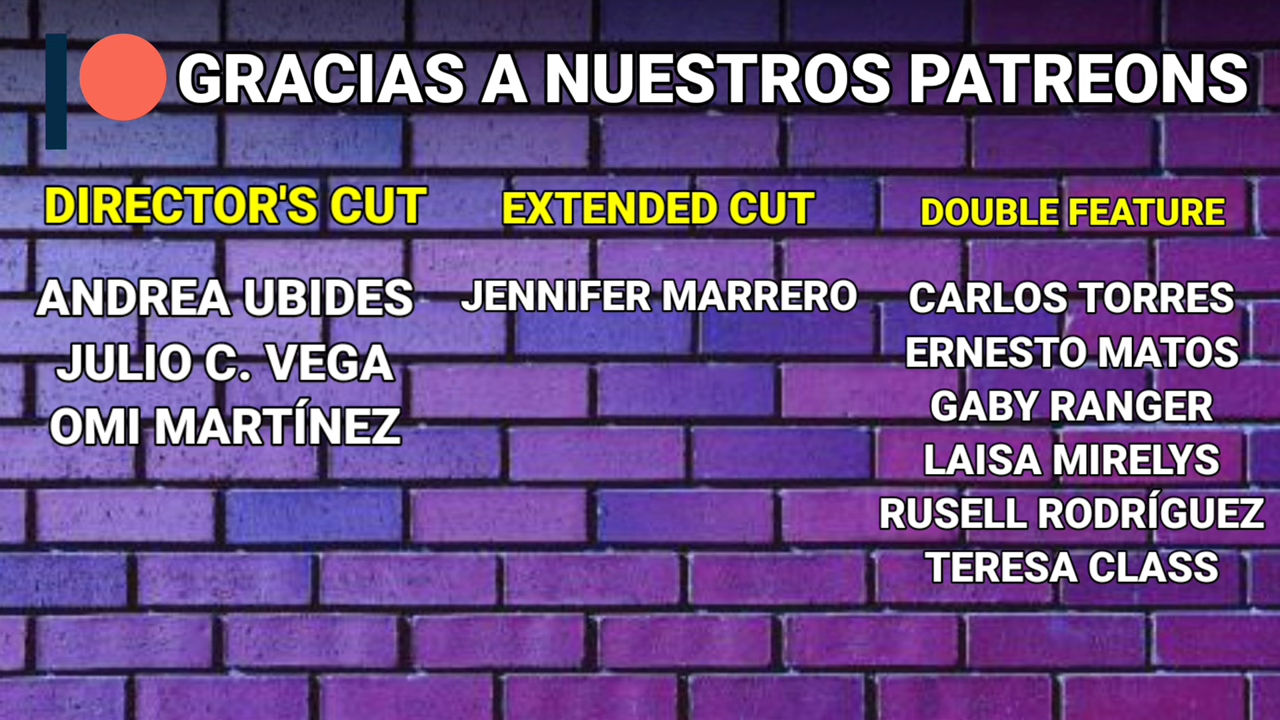 GRACIAS A NUESTROS PATREONS
DIRECTOR'S CUT
ANDREA UBIDES
JULIO C. VEGA
OMI MARTÍNEZ
EXTENDED CUT
JENNIFER MARRERO
DOUBLE FEATURE
CARLOS TORRES
ERNESTO MATOS
GABY RANGER
LAISA MIRELYS
RUSELL RODRÍGUEZ
TERESA CLASS